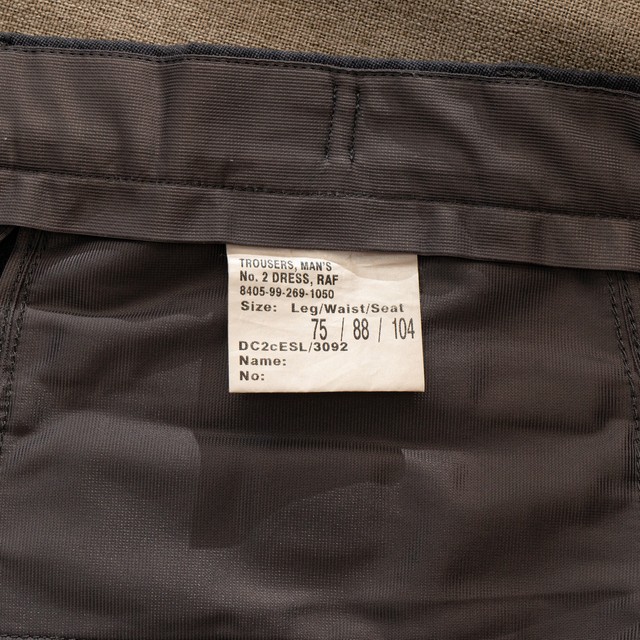 TROUSERS, MAN'S
No. 2 DRESS, RAF
8405-99-269-1050
Size: Leg/Waist/Seat
75 / 88 / 104
DC2cESL/3092
Name:
No: